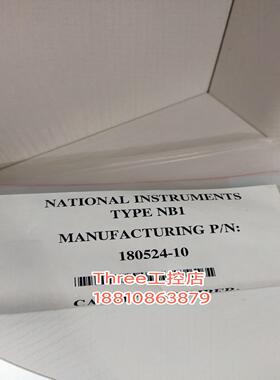 NATIONAL INSTRUMENTS
TYPE NB1
MANUFACTURING P/N:
180524-10
Three工控店
18810863879